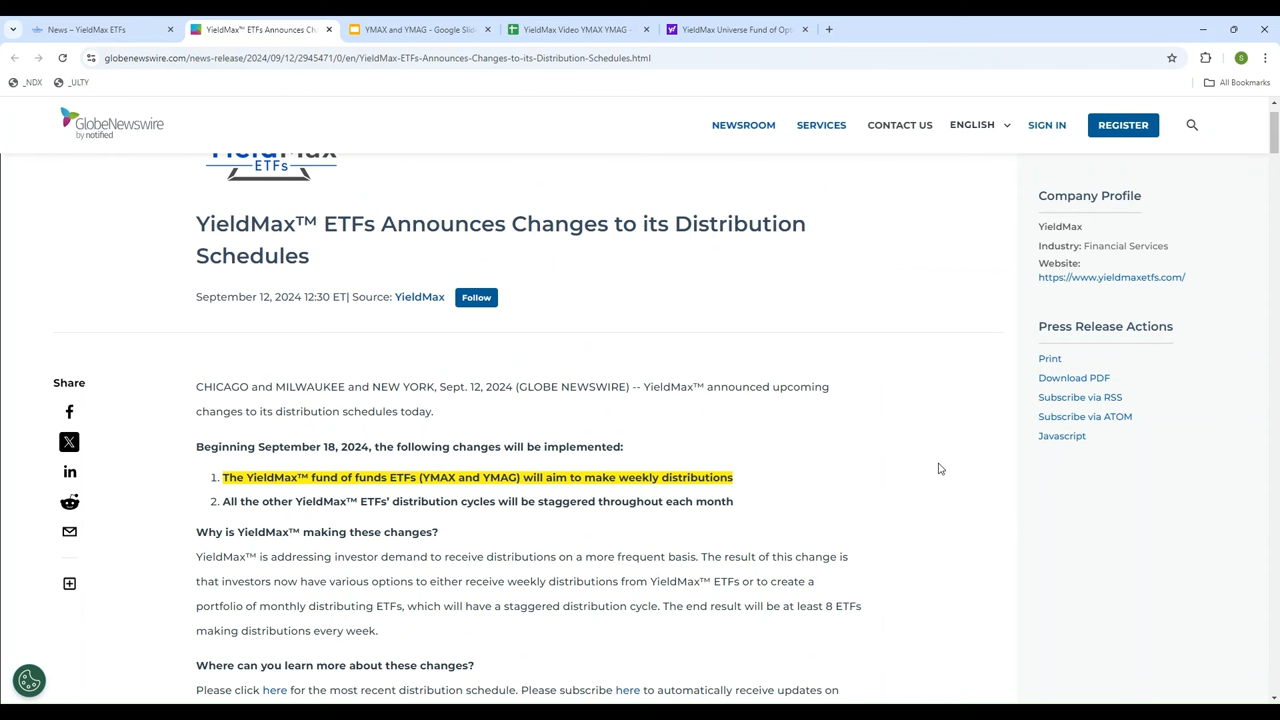 News – YieldMax ETFs
YieldMax™ ETFs Announces Ch
YMAX and YMAG - Google Slid
YieldMax Video YMAX YMAG -
YieldMax Universe Fund of Opt
globenewswire.com/news-release/2024/09/12/2945471/0/en/YieldMax-ETFs-Announces-Changes-to-its-Distribution-Schedules.html
S
_NDX
_ULTY
All Bookmarks
GlobeNewswire
by notified
NEWSROOM
SERVICES
CONTACT US
ENGLISH
SIGN IN
REGISTER
YieldMax
ETFs
YieldMax™ ETFs Announces Changes to its Distribution
Schedules
September 12, 2024 12:30 ET| Source: YieldMax
Follow
Share
CHICAGO and MILWAUKEE and NEW YORK, Sept. 12, 2024 (GLOBE NEWSWIRE) -- YieldMax™ announced upcoming
changes to its distribution schedules today.
Beginning September 18, 2024, the following changes will be implemented:
1. The YieldMax™ fund of funds ETFs (YMAX and YMAG) will aim to make weekly distributions
2. All the other YieldMax™ ETFs’ distribution cycles will be staggered throughout each month
Why is YieldMax™ making these changes?
YieldMax™ is addressing investor demand to receive distributions on a more frequent basis. The result of this change is
that investors now have various options to either receive weekly distributions from YieldMax™ ETFs or to create a
portfolio of monthly distributing ETFs, which will have a staggered distribution cycle. The end result will be at least 8 ETFs
making distributions every week.
Where can you learn more about these changes?
Please click here for the most recent distribution schedule. Please subscribe here to automatically receive updates on
Company Profile
YieldMax
Industry: Financial Services
Website:
https://www.yieldmaxetfs.com/
Press Release Actions
Print
Download PDF
Subscribe via RSS
Subscribe via ATOM
Javascript